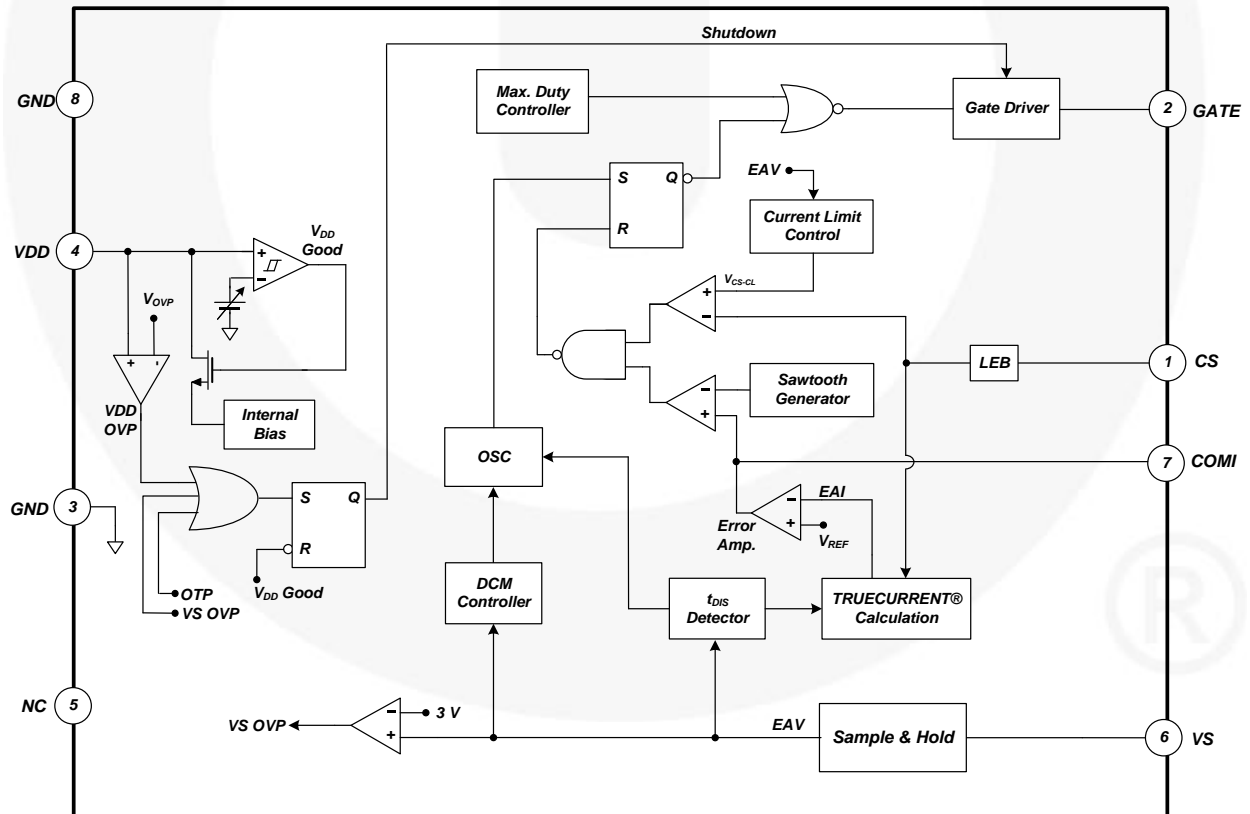 Shutdown
GND
8
Max. Duty
Controller
Gate Driver
2
GATE
S
Q
R
EAV
Current Limit
Control
VDD
4
VDD
Good
+
-
VOVP
+
-
VDD
OVP
Internal
Bias
VCS-CL
+
-
LEB
1
CS
-
+
Sawtooth
Generator
OSC
7
COMI
GND
3
S
Q
R
VDD Good
OTP
VS OVP
Error
Amp.
-
+
EAI
VREF
DCM
Controller
tDIS
Detector
TRUECURRENT®
Calculation
NC
5
VS OVP
-
+
3 V
EAV
Sample & Hold
6
VS
®